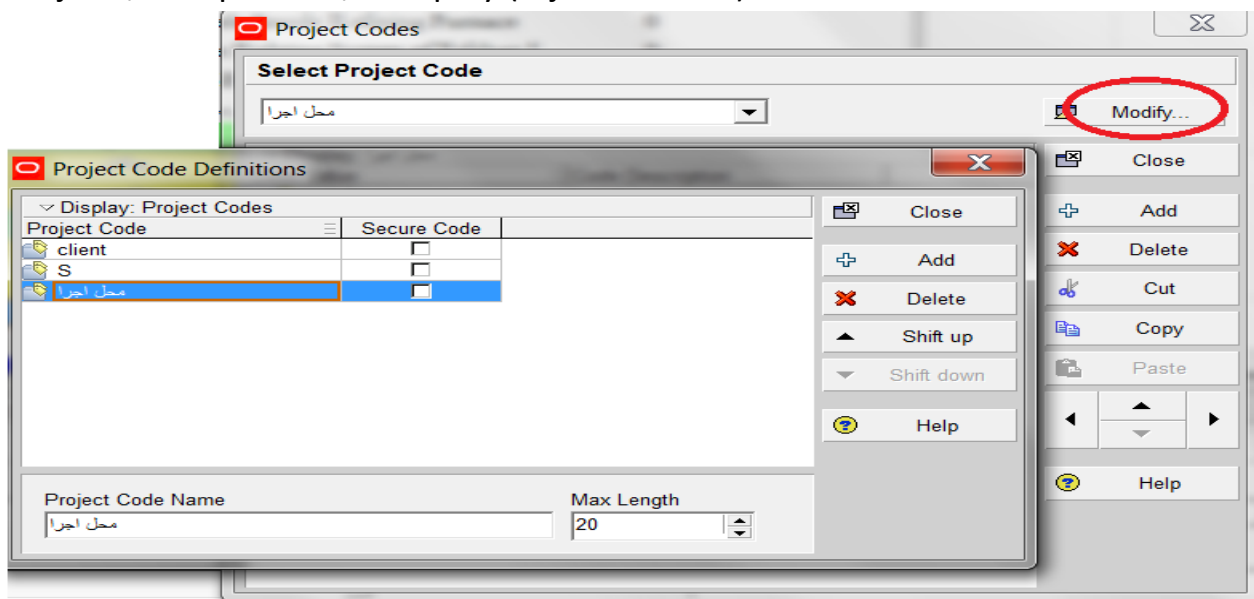 Project Codes
Select Project Code
محل اجرا
Modify...
Close
Add
Delete
Cut
Copy
Paste
Help
Project Code Definitions
Display: Project Codes
Project Code Secure Code
client
S
محل اجرا
Close
Add
Delete
Shift up
Shift down
Help
Project Code Name Max Length
محل اجرا 20